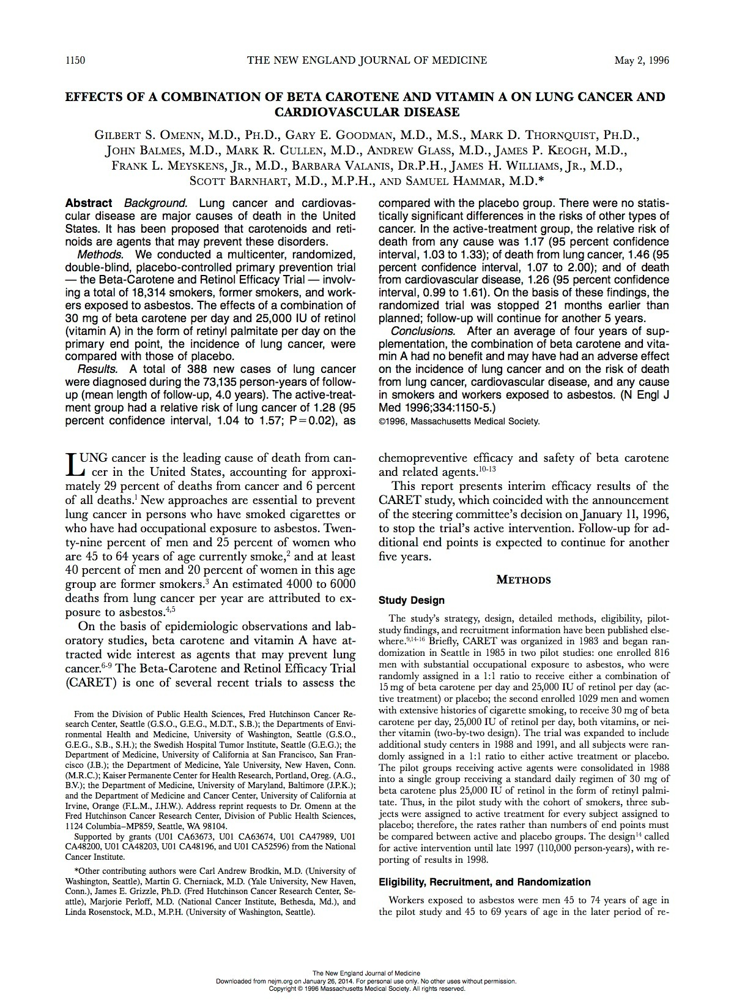 1150
THE NEW ENGLAND JOURNAL OF MEDICINE
May 2, 1996
EFFECTS OF A COMBINATION OF BETA CAROTENE AND VITAMIN A ON LUNG CANCER AND
CARDIOVASCULAR DISEASE
GILBERT S. OMENN, M.D., PH.D., GARY E. GOODMAN, M.D., M.S., MARK D. THORNQUIST, PH.D.,
JOHN BALMES, M.D., MARK R. CULLEN, M.D., ANDREW GLASS, M.D., JAMES P. KEOGH, M.D.,
FRANK L. MEYSKENS, JR., M.D., BARBARA VALANIS, DR.P.H., JAMES H. WILLIAMS, JR., M.D.,
SCOTT BARNHART, M.D., M.P.H., AND SAMUEL HAMMAR, M.D.*
Abstract Background. Lung cancer and cardiovas-
cular disease are major causes of death in the United
States. It has been proposed that carotenoids and reti-
noids are agents that may prevent these disorders.
Methods. We conducted a multicenter, randomized,
double-blind, placebo-controlled primary prevention trial
— the Beta-Carotene and Retinol Efficacy Trial — involv-
ing a total of 18,314 smokers, former smokers, and work-
ers exposed to asbestos. The effects of a combination of
30 mg of beta carotene per day and 25,000 IU of retinol
(vitamin A) in the form of retinyl palmitate per day on the
primary end point, the incidence of lung cancer, were
compared with those of placebo.
Results. A total of 388 new cases of lung cancer
were diagnosed during the 73,135 person-years of follow-
up (mean length of follow-up, 4.0 years). The active-treat-
ment group had a relative risk of lung cancer of 1.28 (95
percent confidence interval, 1.04 to 1.57; P=0.02), as
compared with the placebo group. There were no statis-
tically significant differences in the risks of other types of
cancer. In the active-treatment group, the relative risk of
death from any cause was 1.17 (95 percent confidence
interval, 1.03 to 1.33); of death from lung cancer, 1.46 (95
percent confidence interval, 1.07 to 2.00); and of death
from cardiovascular disease, 1.26 (95 percent confidence
interval, 0.99 to 1.61). On the basis of these findings, the
randomized trial was stopped 21 months earlier than
planned; follow-up will continue for another 5 years.
Conclusions. After an average of four years of sup-
plementation, the combination of beta carotene and vita-
min A had no benefit and may have had an adverse effect
on the incidence of lung cancer and on the risk of death
from lung cancer, cardiovascular disease, and any cause
in smokers and workers exposed to asbestos. (N Engl J
Med 1996;334:1150-5.)
©1996, Massachusetts Medical Society.
LUNG cancer is the leading cause of death from can-
cer in the United States, accounting for approxi-
mately 29 percent of deaths from cancer and 6 percent
of all deaths.1 New approaches are essential to prevent
lung cancer in persons who have smoked cigarettes or
who have had occupational exposure to asbestos. Twen-
ty-nine percent of men and 25 percent of women who
are 45 to 64 years of age currently smoke,2 and at least
40 percent of men and 20 percent of women in this age
group are former smokers.3 An estimated 4000 to 6000
deaths from lung cancer per year are attributed to ex-
posure to asbestos.4,5
On the basis of epidemiologic observations and lab-
oratory studies, beta carotene and vitamin A have at-
tracted wide interest as agents that may prevent lung
cancer.6-9 The Beta-Carotene and Retinol Efficacy Trial
(CARET) is one of several recent trials to assess the
From the Division of Public Health Sciences, Fred Hutchinson Cancer Re-
search Center, Seattle (G.S.O., G.E.G., M.D.T., S.B.); the Departments of Envi-
ronmental Health and Medicine, University of Washington, Seattle (G.S.O.,
G.E.G., S.B., S.H.); the Swedish Hospital Tumor Institute, Seattle (G.E.G.); the
Department of Medicine, University of California at San Francisco, San Fran-
cisco (J.B.); the Department of Medicine, Yale University, New Haven, Conn.
(M.R.C.); Kaiser Permanente Center for Health Research, Portland, Oreg. (A.G.,
B.V.); the Department of Medicine, University of Maryland, Baltimore (J.P.K.);
and the Department of Medicine and Cancer Center, University of California at
Irvine, Orange (F.L.M., J.H.W.). Address reprint requests to Dr. Omenn at the
Fred Hutchinson Cancer Research Center, Division of Public Health Sciences,
1124 Columbia–MP859, Seattle, WA 98104.
Supported by grants (U01 CA63673, U01 CA63674, U01 CA47989, U01
CA48200, U01 CA48203, U01 CA48196, and U01 CA52596) from the National
Cancer Institute.
*Other contributing authors were Carl Andrew Brodkin, M.D. (University of
Washington, Seattle), Martin G. Cherniack, M.D. (Yale University, New Haven,
Conn.), James E. Grizzle, Ph.D. (Fred Hutchinson Cancer Research Center, Se-
attle), Marjorie Perloff, M.D. (National Cancer Institute, Bethesda, Md.), and
Linda Rosenstock, M.D., M.P.H. (University of Washington, Seattle).
chemopreventive efficacy and safety of beta carotene
and related agents.10-13
This report presents interim efficacy results of the
CARET study, which coincided with the announcement
of the steering committee's decision on January 11, 1996,
to stop the trial's active intervention. Follow-up for ad-
ditional end points is expected to continue for another
five years.
METHODS
Study Design
The study's strategy, design, detailed methods, eligibility, pilot-
study findings, and recruitment information have been published else-
where.9,14-16 Briefly, CARET was organized in 1983 and began ran-
domization in Seattle in 1985 in two pilot studies: one enrolled 816
men with substantial occupational exposure to asbestos, who were
randomly assigned in a 1:1 ratio to receive either a combination of
15 mg of beta carotene per day and 25,000 IU of retinol per day (ac-
tive treatment) or placebo; the second enrolled 1029 men and women
with extensive histories of cigarette smoking, to receive 30 mg of beta
carotene per day, 25,000 IU of retinol per day, both vitamins, or nei-
ther vitamin (two-by-two design). The trial was expanded to include
additional study centers in 1988 and 1991, and all subjects were ran-
domly assigned in a 1:1 ratio to either active treatment or placebo.
The pilot groups receiving active agents were consolidated in 1988
into a single group receiving a standard daily regimen of 30 mg of
beta carotene plus 25,000 IU of retinol in the form of retinyl palmi-
tate. Thus, in the pilot study with the cohort of smokers, three sub-
jects were assigned to active treatment for every subject assigned to
placebo; therefore, the rates rather than numbers of end points must
be compared between active and placebo groups. The design14 called
for active intervention until late 1997 (110,000 person-years), with re-
porting of results in 1998.
Eligibility, Recruitment, and Randomization
Workers exposed to asbestos were men 45 to 74 years of age in
the pilot study and 45 to 69 years of age in the later period of re-
The New England Journal of Medicine
Downloaded from nejm.org on January 26, 2014. For personal use only. No other uses without permission.
Copyright © 1996 Massachusetts Medical Society. All rights reserved.